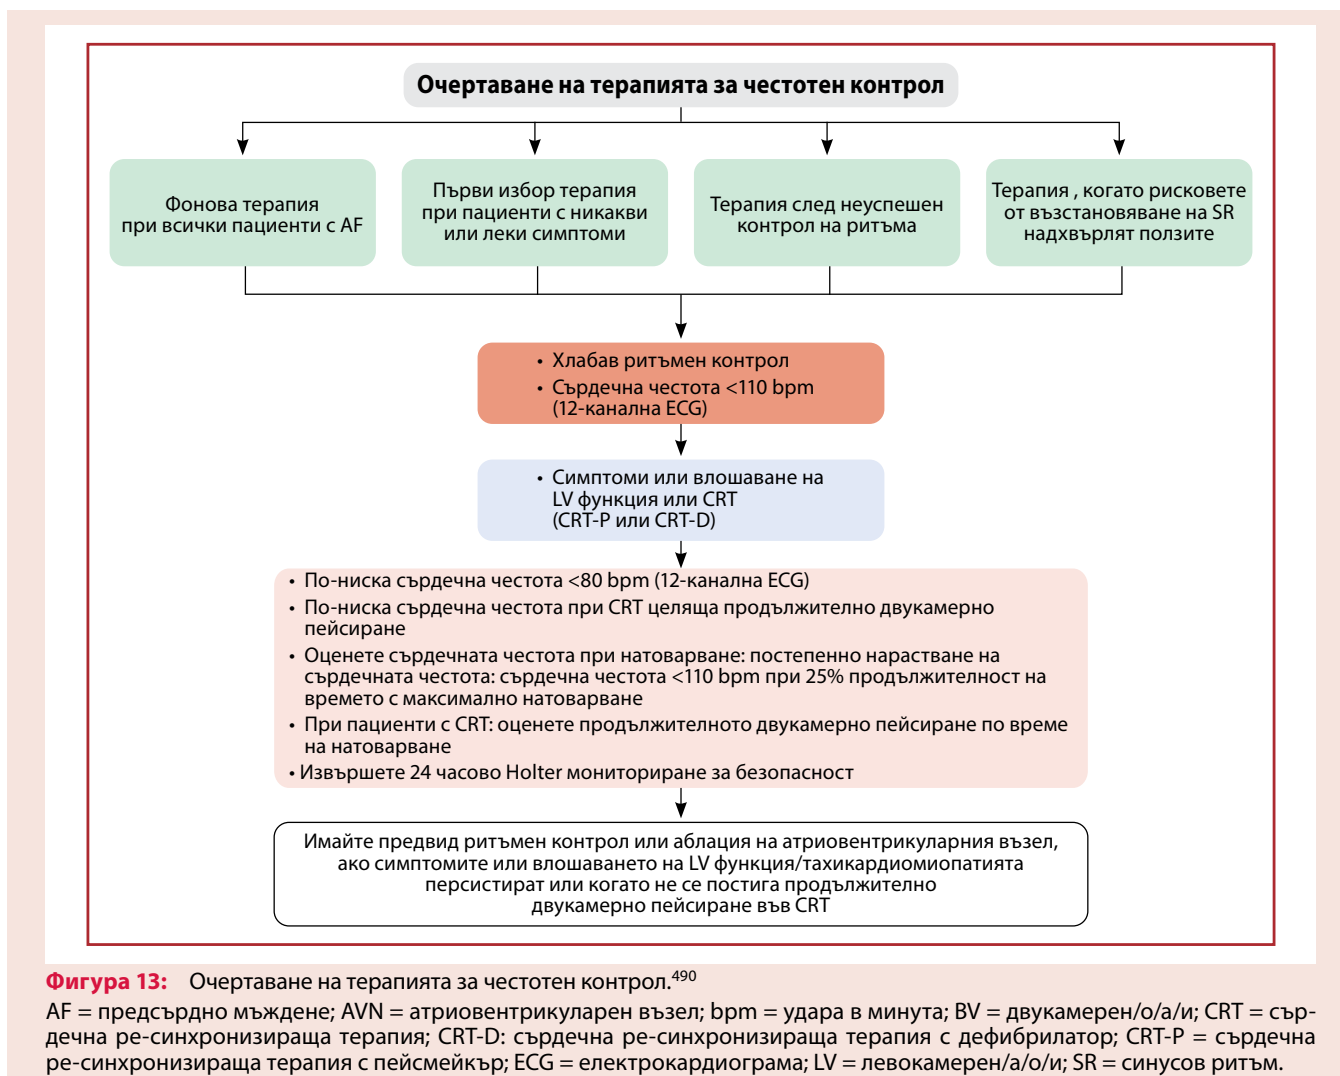 Очертаване на терапията за честотен контрол
Фонова терапия
при всички пациенти с AF
Първи избор терапия
при пациенти с никакви
или леки симптоми
Терапия след неуспешен
контрол на ритъма
Терапия , когато рисковете
от възстановяване на SR
надхвърлят ползите
• Хлабав ритъмен контрол
• Сърдечна честота <110 bpm
(12-канална ECG)
• Симптоми или влошаване на
LV функция или CRT
(CRT-P или CRT-D)
• По-ниска сърдечна честота <80 bpm (12-канална ECG)
• По-ниска сърдечна честота при CRT целяща продължително двукамерно
пейсиране
• Оценете сърдечната честота при натоварване: постепенно нарастване на
сърдечната честота: сърдечна честота <110 bpm при 25% продължителност на
времето с максимално натоварване
• При пациенти с CRT: оценете продължителното двукамерно пейсиране по време
на натоварване
• Извършете 24 часово Holter мониториране за безопасност
Имайте предвид ритъмен контрол или аблация на атриовентрикуларния възел,
ако симптомите или влошаването на LV функция/тахикардиомиопатията
персистират или когато не се постига продължително
двукамерно пейсиране във CRT
Фигура 13: Очертаване на терапията за честотен контрол.490
AF = предсърдно мъждене; AVN = атриовентрикуларен възел; bpm = удара в минута; BV = двукамерен/о/а/и; CRT = сър-
дечна ре-синхронизираща терапия; CRT-D: сърдечна ре-синхронизираща терапия с дефибрилатор; CRT-P = сърдечна
ре-синхронизираща терапия с пейсмейкър; ECG = електрокардиограма; LV = левокамерен/а/о/и; SR = синусов ритъм.